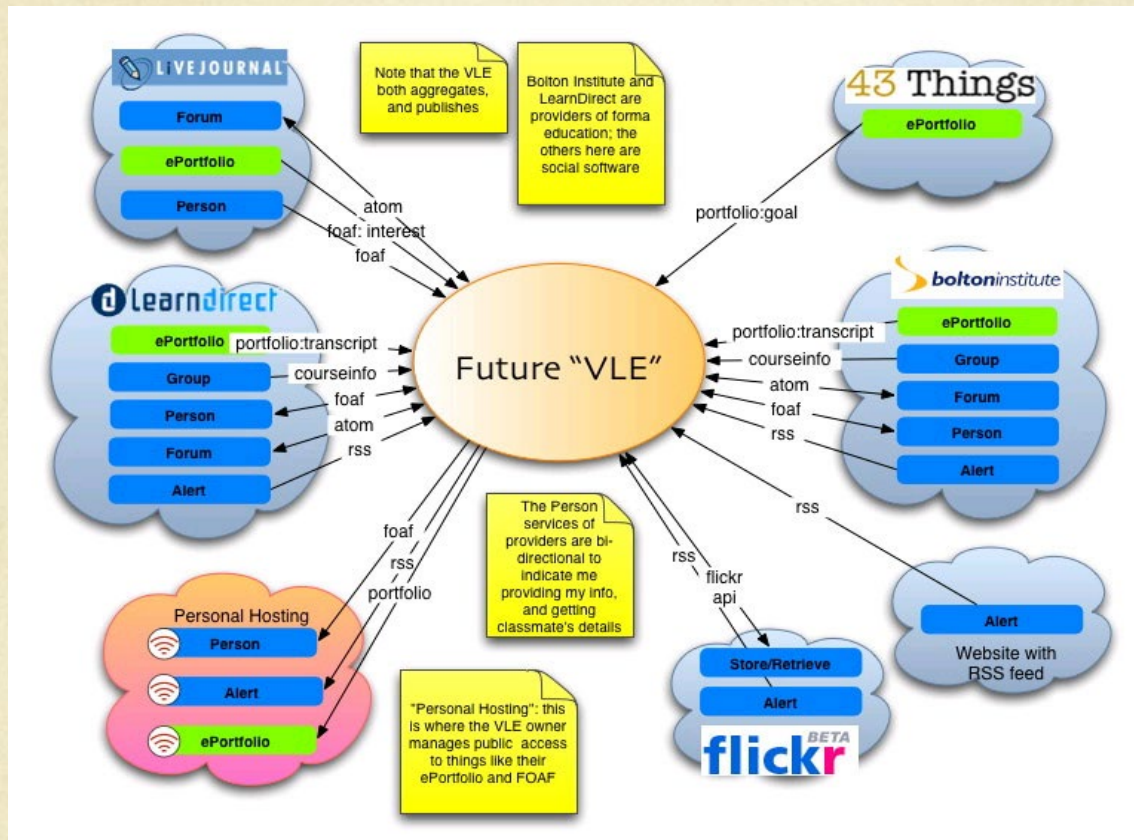 LiVEJOURNAL
Forum
ePortfolio
Person
atom
foaf: interest
foaf
Note that the VLE
both aggregates,
and publishes
Bolton Institute and
LearnDirect are
providers of forma
education; the
others here are
social software
43 Things
ePortfolio
portfolio:goal
learndirect
ePortfolio
Group
Person
Forum
Alert
portfolio:transcript
courseinfo
foaf
atom
rss
Future "VLE"
boltoninstitute
ePortfolio
Group
Forum
Person
Alert
portfolio:transcript
courseinfo
atom
foaf
rss
foaf
rss
portfolio
Personal Hosting
Person
Alert
ePortfolio
The Person
services of
providers are bi-
directional to
indicate me
providing my info,
and getting
classmate's details
"Personal Hosting": this
is where the VLE owner
manages public access
to things like their
ePortfolio and FOAF
rss
flickr
api
Store/Retrieve
Alert
BETA
flickr
rss
Alert
Website with
RSS feed